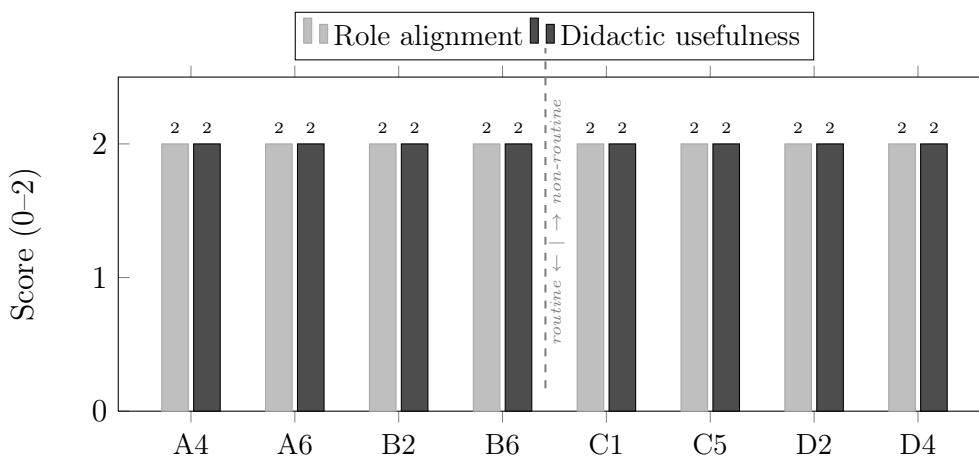 Role alignment Didactic usefulness
2 2 2 2 2 2 2 2 2 2 2 2 2 2 2 2
Score (0–2)
2
1
0
routine ← | → non-routine
A4 A6 B2 B6 C1 C5 D2 D4